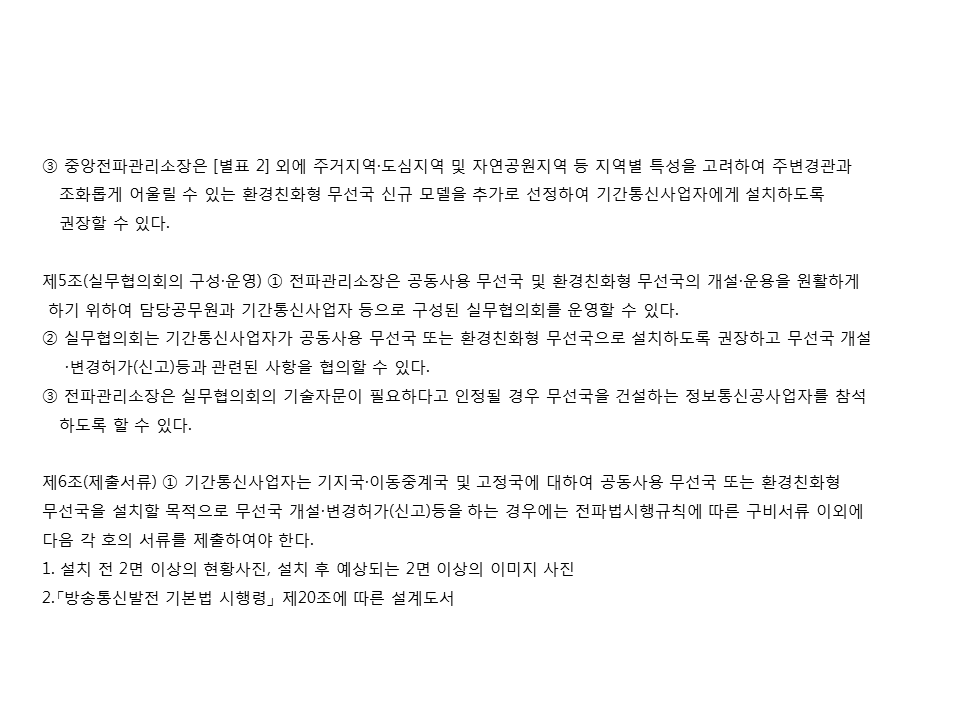 ③ 중앙전파관리소장은 [별표 2] 외에 주거지역·도심지역 및 자연공원지역 등 지역별 특성을 고려하여 주변경관과
조화롭게 어울릴 수 있는 환경친화형 무선국 신규 모델을 추가로 선정하여 기간통신사업자에게 설치하도록
권장할 수 있다.
제5조(실무협의회의 구성·운영) ① 전파관리소장은 공동사용 무선국 및 환경친화형 무선국의 개설·운용을 원활하게
하기 위하여 담당공무원과 기간통신사업자 등으로 구성된 실무협의회를 운영할 수 있다.
② 실무협의회는 기간통신사업자가 공동사용 무선국 또는 환경친화형 무선국으로 설치하도록 권장하고 무선국 개설
·변경허가(신고)등과 관련된 사항을 협의할 수 있다.
③ 전파관리소장은 실무협의회의 기술자문이 필요하다고 인정될 경우 무선국을 건설하는 정보통신공사업자를 참석
하도록 할 수 있다.
제6조(제출서류) ① 기간통신사업자는 기지국·이동중계국 및 고정국에 대하여 공동사용 무선국 또는 환경친화형
무선국을 설치할 목적으로 무선국 개설·변경허가(신고)등을 하는 경우에는 전파법시행규칙에 따른 구비서류 이외에
다음 각 호의 서류를 제출하여야 한다.
1. 설치 전 2면 이상의 현황사진, 설치 후 예상되는 2면 이상의 이미지 사진
2.「방송통신발전 기본법 시행령」 제20조에 따른 설계도서